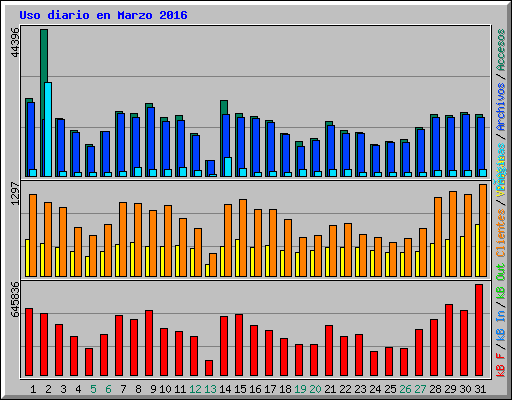 Uso diario en Marzo 2016
44396
1297
645836
Accesos
/ Archivos /
Clientes /
kB F / kB In / kB Out
1 2 3 4 5 6 7 8 9 10 11 12 13 14 15 16 17 18 19 20 21 22 23 24 25 26 27 28 29 30 31